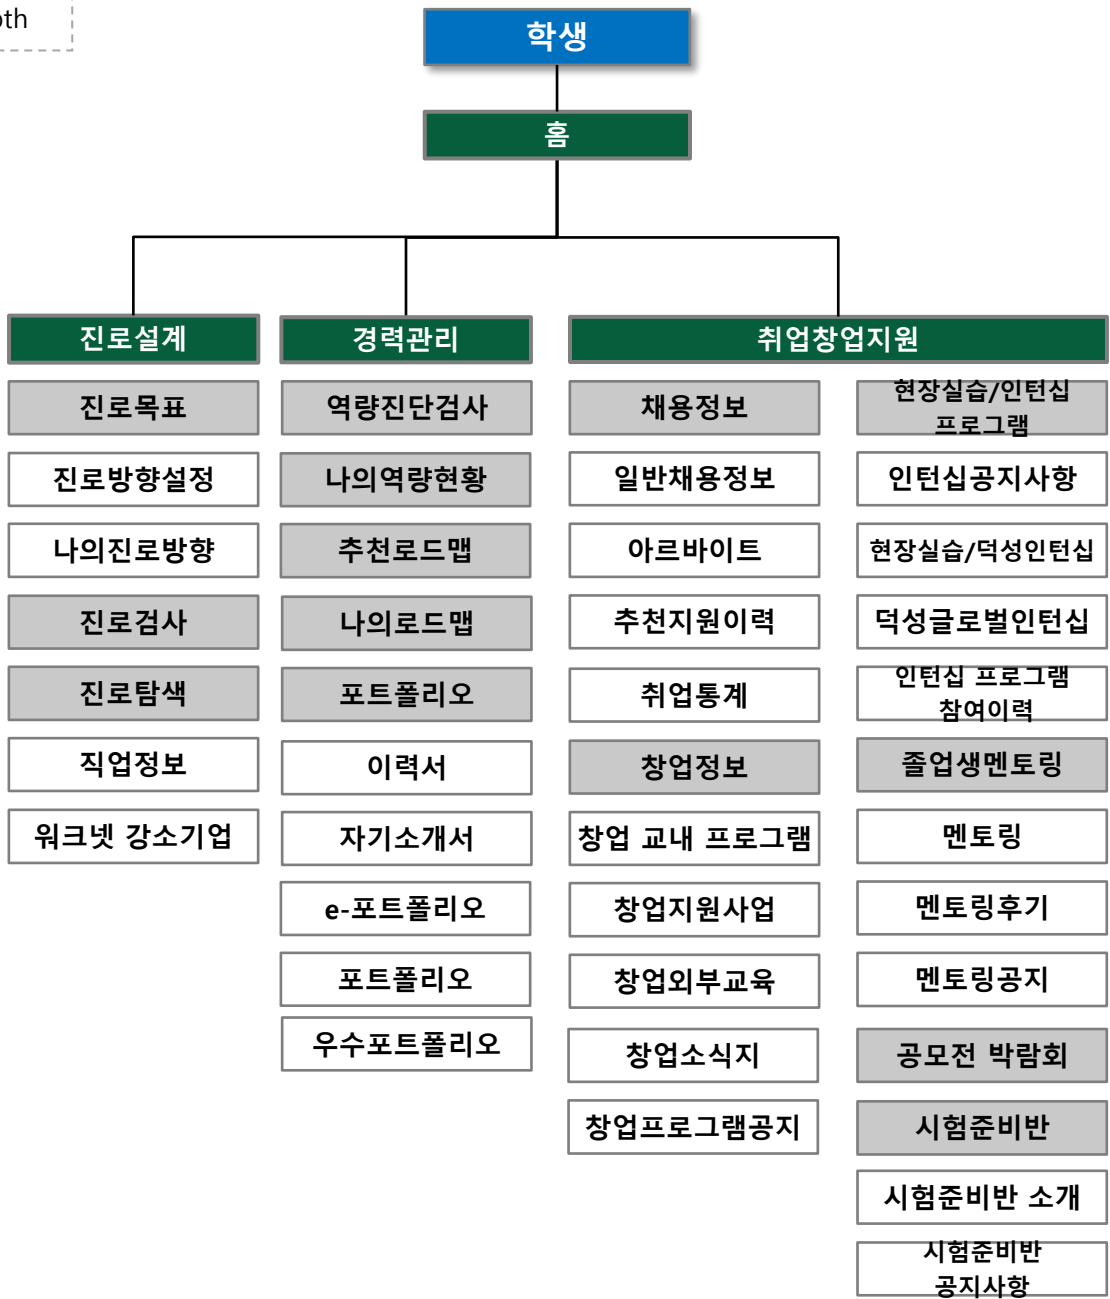 학생
홈
진로설계
진로목표
진로방향설정
나의진로방향
진로검사
진로탐색
직업정보
워크넷 강소기업
경력관리
역량진단검사
나의역량현황
추천로드맵
나의로드맵
포트폴리오
이력서
자기소개서
e-포트폴리오
포트폴리오
우수포트폴리오
취업창업지원
채용정보
일반채용정보
아르바이트
추천지원이력
취업통계
창업정보
창업 교내 프로그램
창업지원사업
창업외부교육
창업소식지
창업프로그램공지
현장실습/인턴십
프로그램
인턴십공지사항
현장실습/덕성인턴십
덕성글로벌인턴십
인턴십 프로그램
참여이력
졸업생멘토링
멘토링
멘토링후기
멘토링공지
공모전 박람회
시험준비반
시험준비반 소개
시험준비반
공지사항